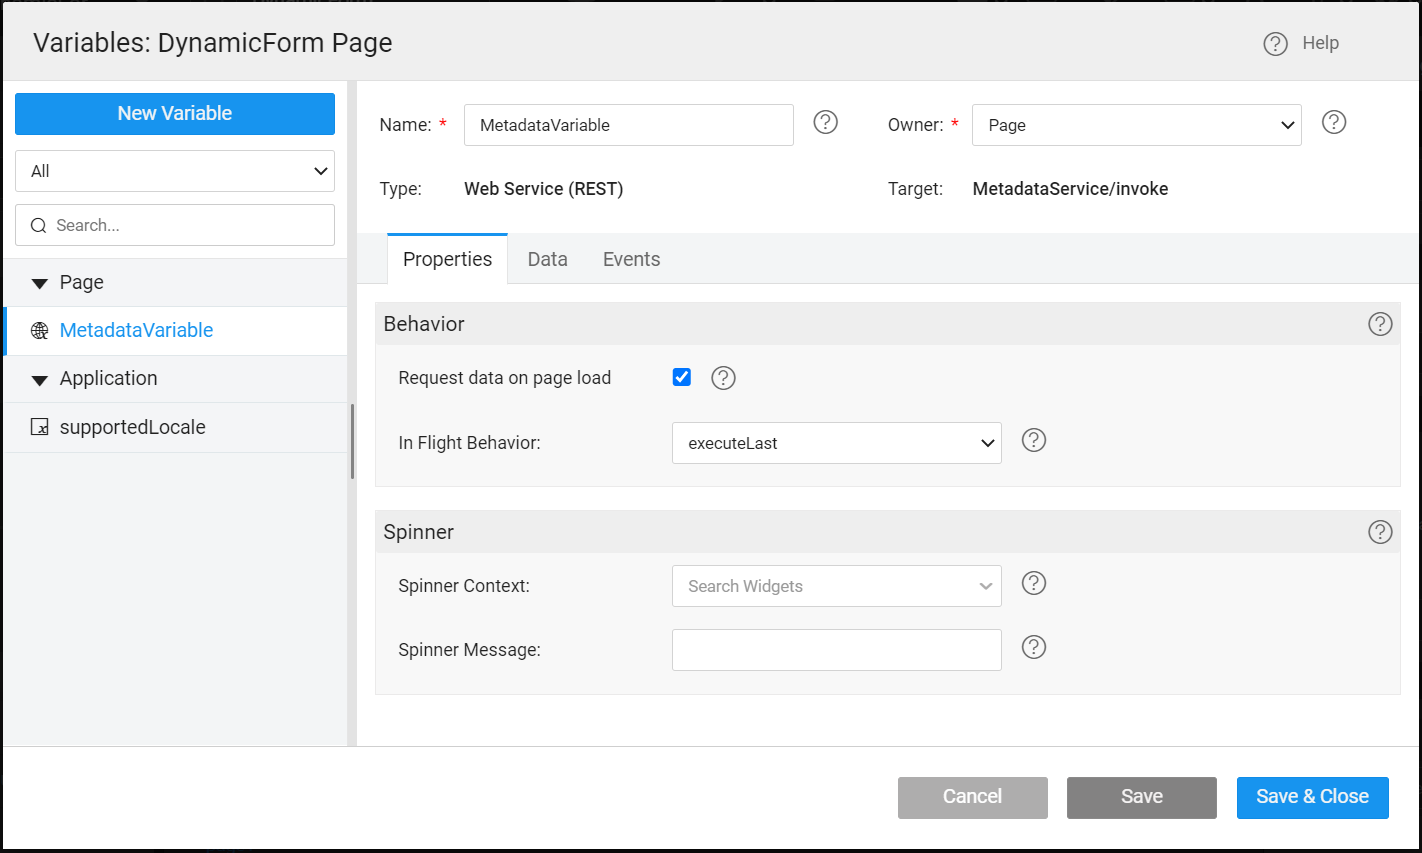 Variables: DynamicForm Page
Help
New Variable
All
Search...
Page
MetadataVariable
Application
supportedLocale
Name: * MetadataVariable
Owner: * Page
Type: Web Service (REST)
Target: MetadataService/invoke
Properties Data Events
Behavior
Request data on page load
In Flight Behavior: executeLast
Spinner
Spinner Context: Search Widgets
Spinner Message:
Cancel Save Save & Close